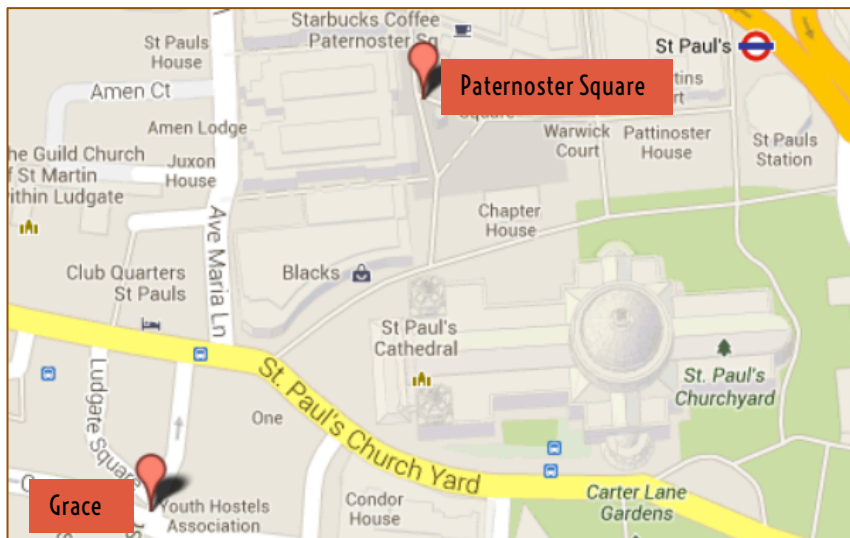 Starbucks Coffee
Paternoster Sq
St Pauls
House
St Paul's
Paternoster Square
Amen Ct
Square
Amen Lodge
Warwick
Court
Pattinoster
House
St Pauls
Station
Guild Church
St Martin
Ludgate
Juxon
House
Ave Maria Ln
Chapter
House
Club Quarters
St Pauls
Blacks
St Paul's
Cathedral
St. Paul's
Churchyard
St. Paul's Church Yard
Ludgate Square
One
Grace
Youth Hostels
Association
Condor
House
Carter Lane
Gardens